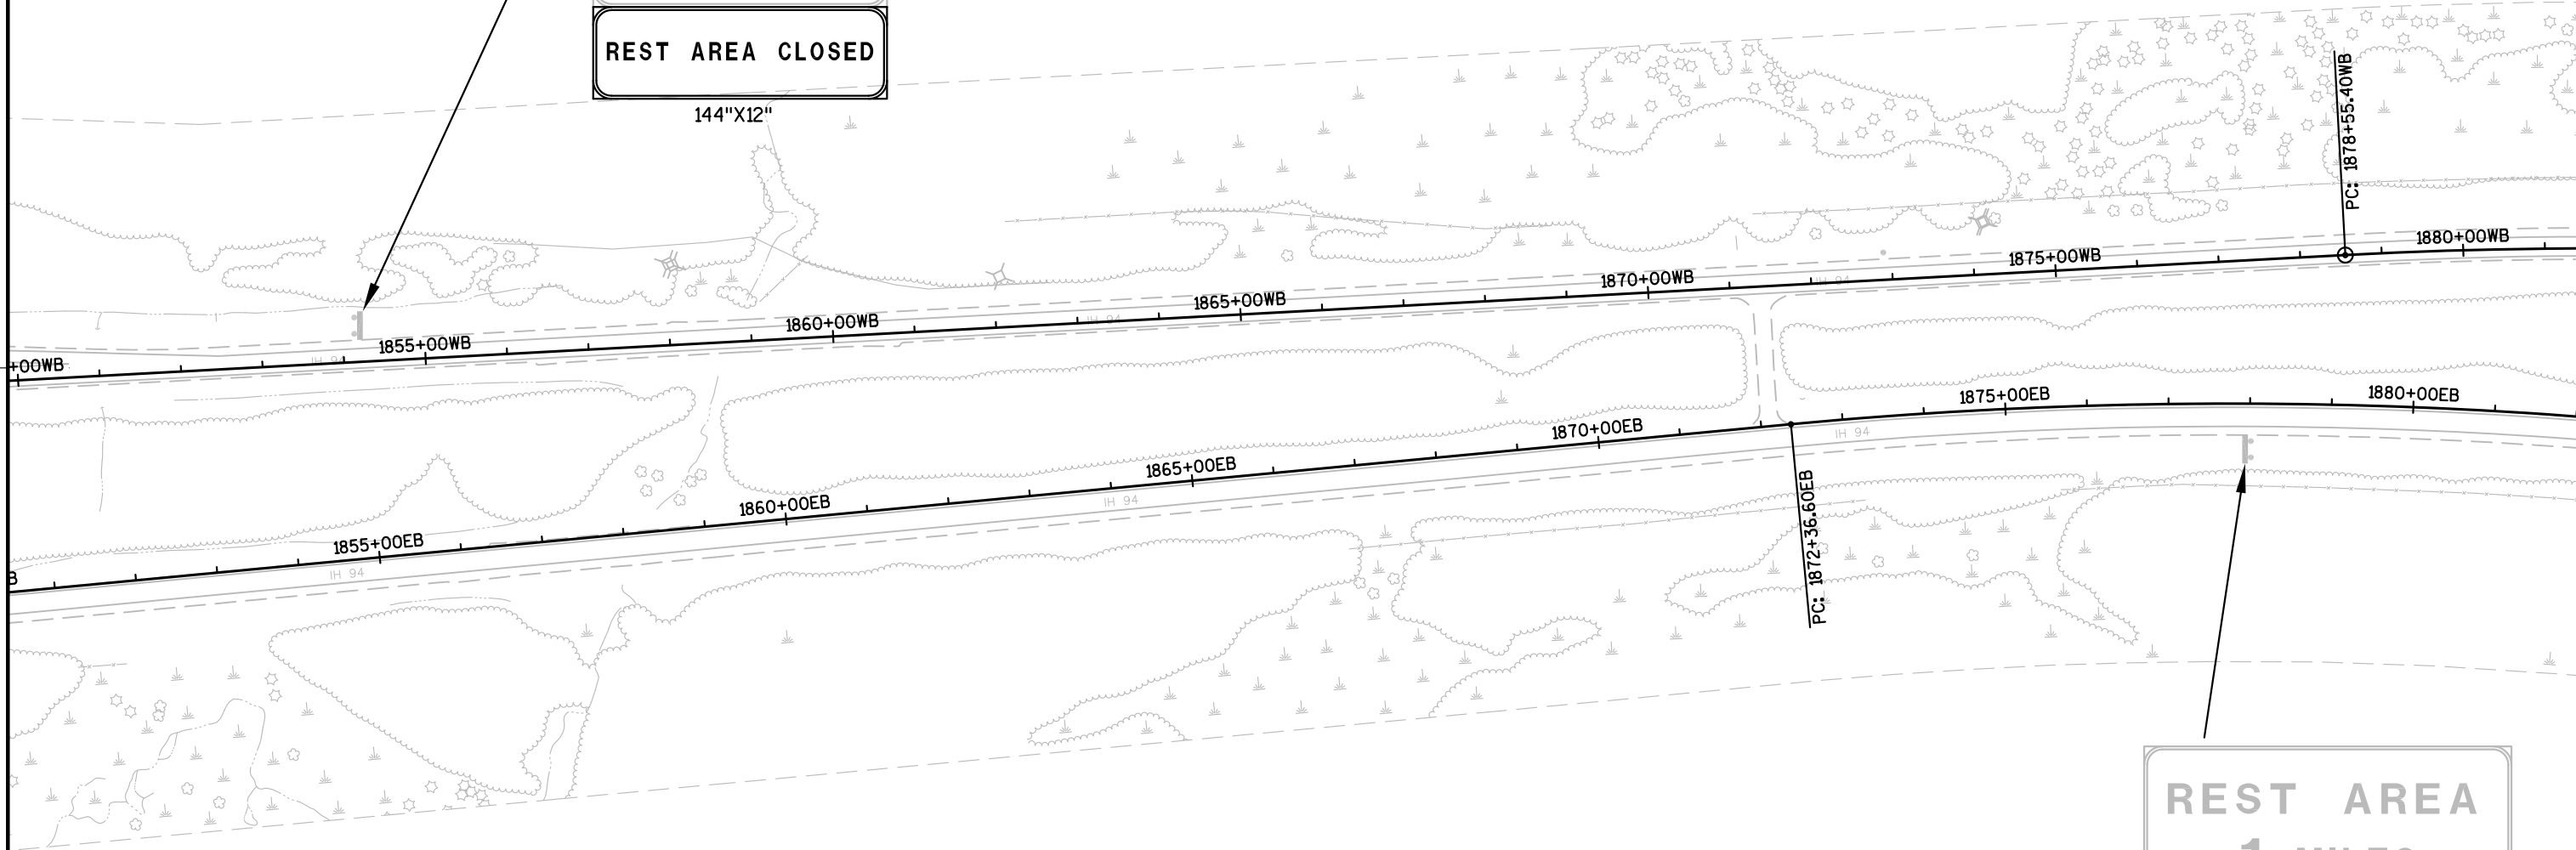 REST AREA CLOSED
144"X12"
PC: 1878+55.40WB
1880+00WB
1875+00WB
1870+00WB
IH 94
1865+00WB
IH 94
1860+00WB
1855+00WB
IH 94
+00WB
1880+00EB
1875+00EB
IH 94
1870+00EB
1865+00EB
IH 94
1860+00EB
1855+00EB
IH 94
PC: 1872+36.60EB
REST AREA